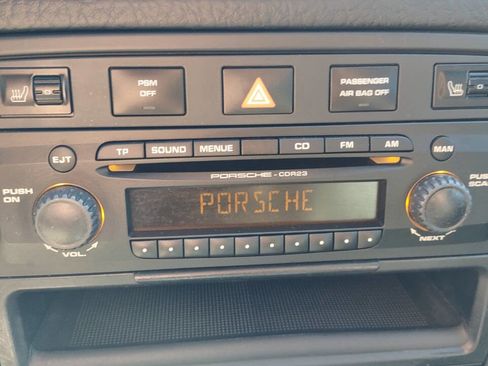 PSM
OFF
PASSENGER
AIR BAG OFF
TP SOUND MENUE CD FM AM
EJT MAN
PORSCHE - CDR23
PUSH
ON
PORSCHE
VOL.
NEXT